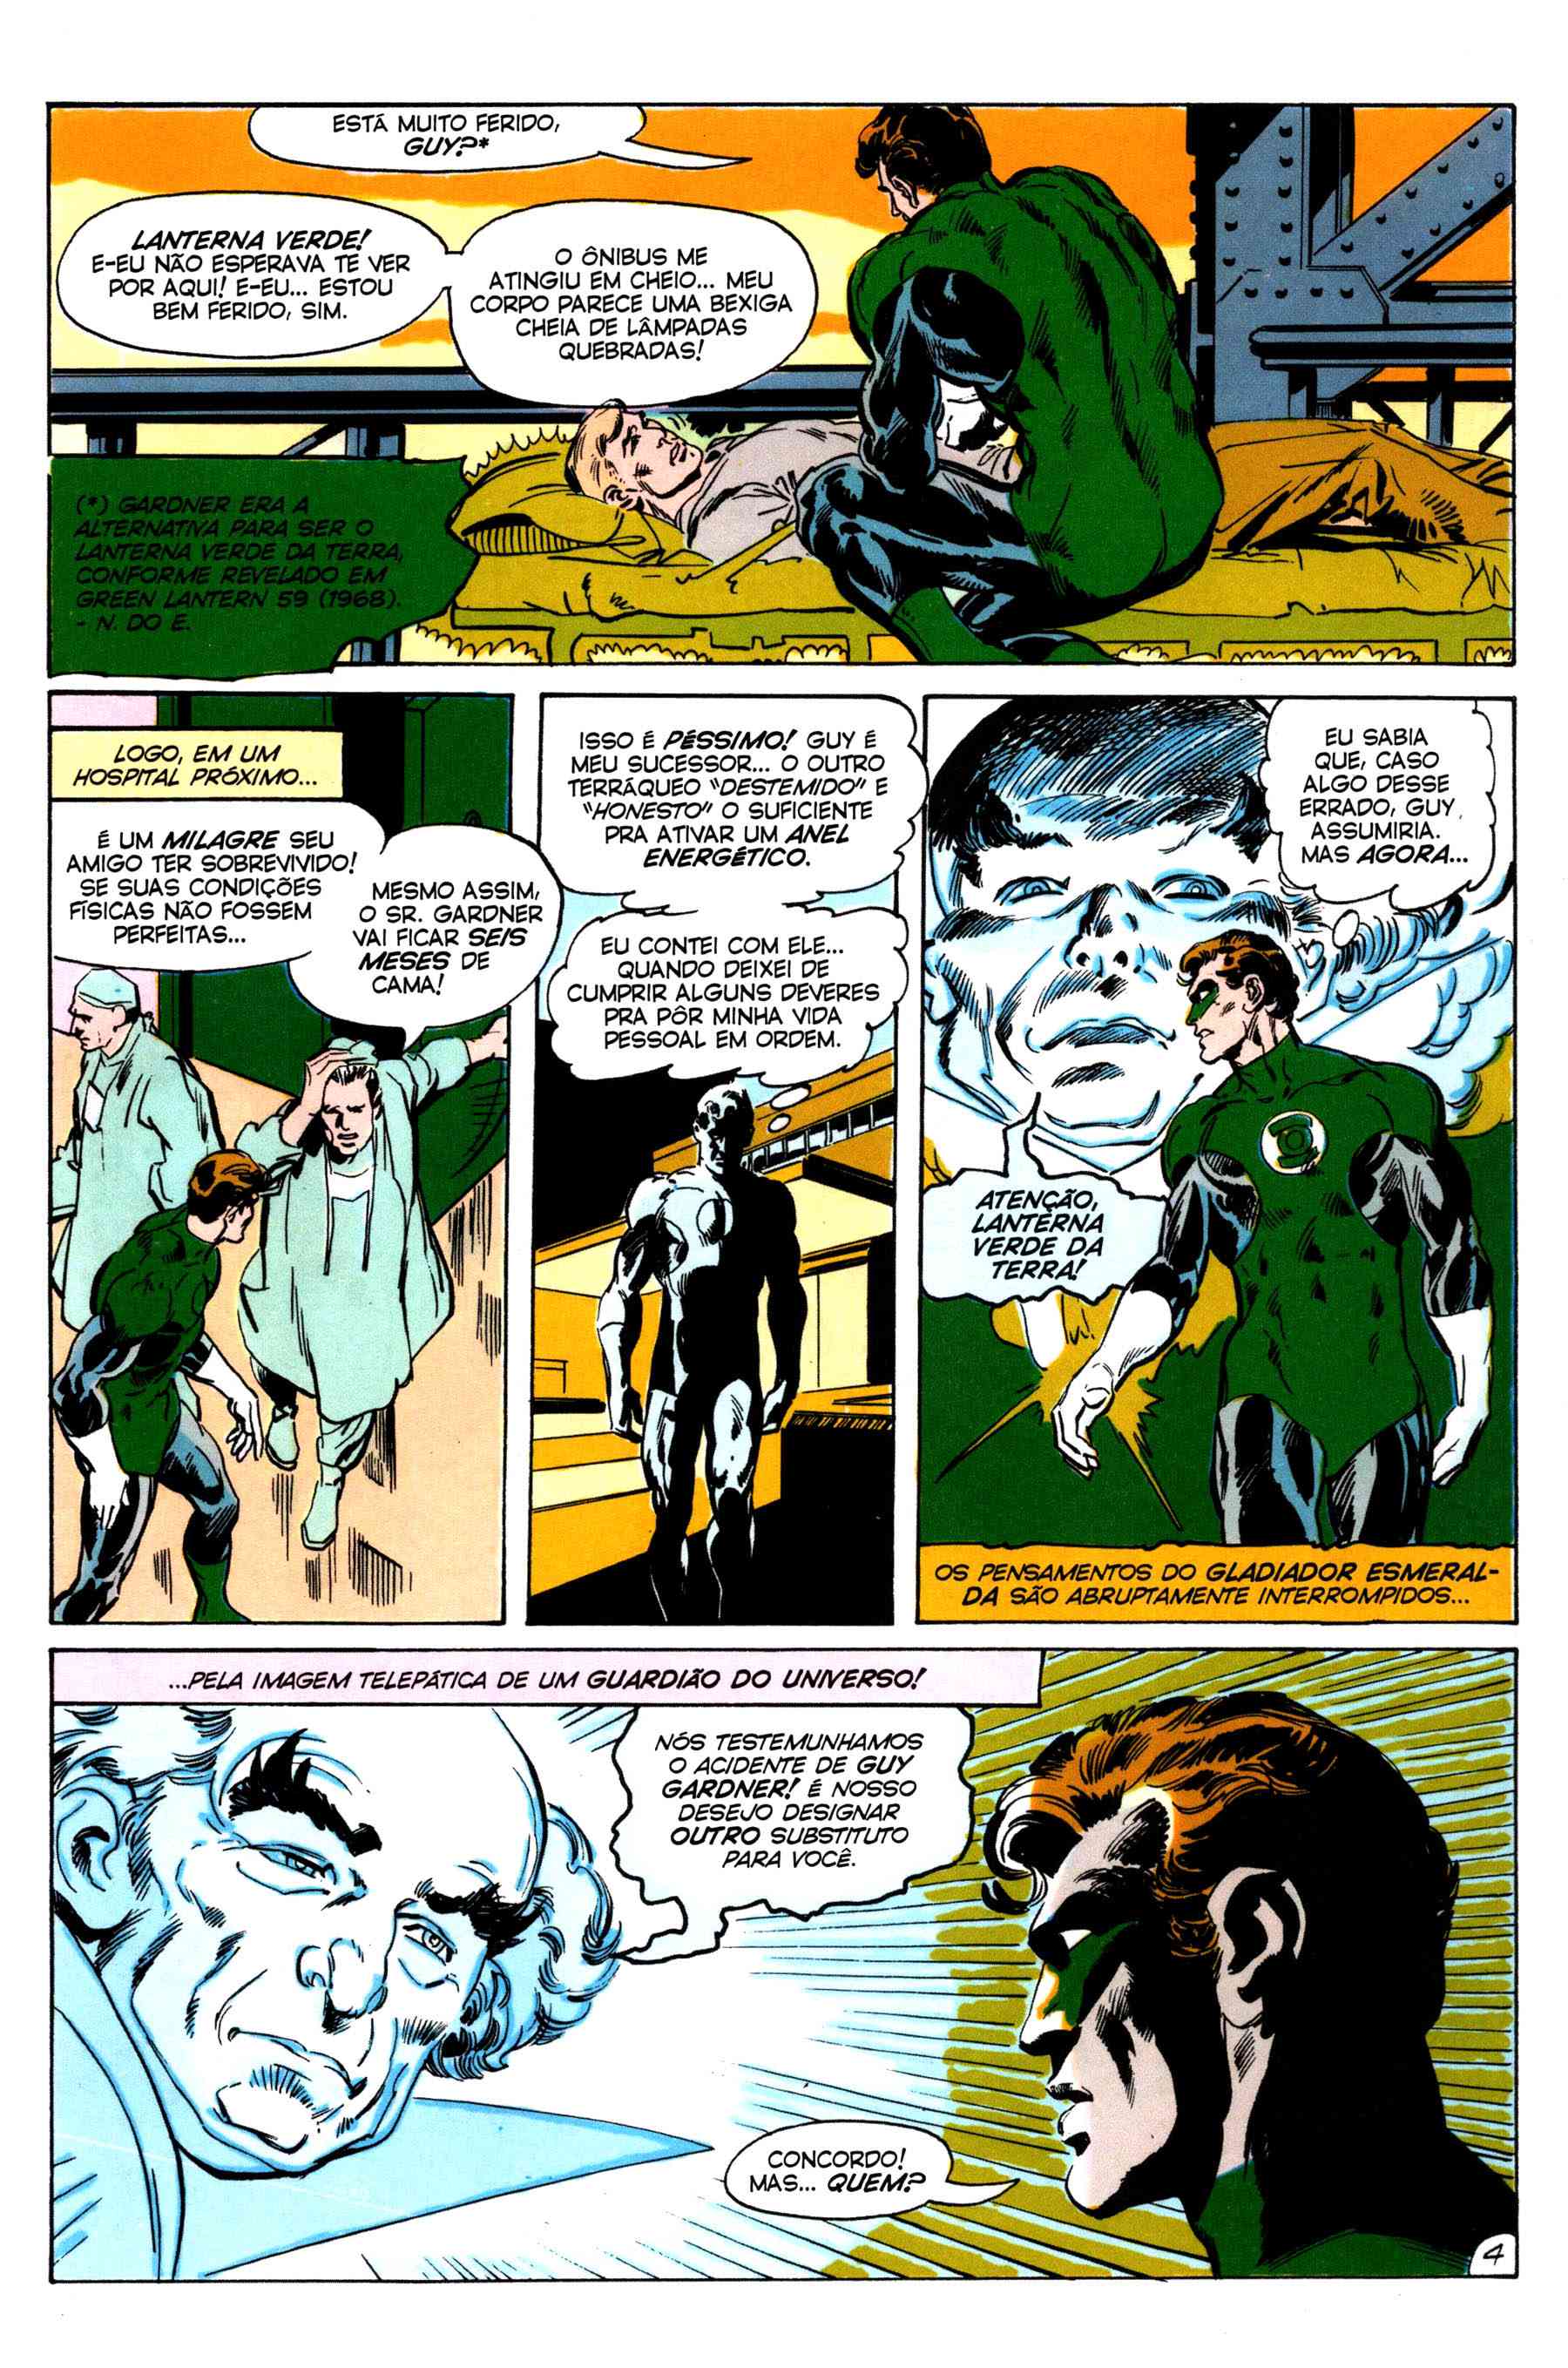 ESTÁ MUITO FERIDO,
GUY?*
LANTERNA VERDE!
E-EU NÃO ESPERAVA TE VER
POR AQUI! E-EU... ESTOU
BEM FERIDO, SIM.
O ÔNIBUS ME
ATINGIU EM CHEIO... MEU
CORPO PARECE UMA BEXIGA
CHEIA DE LÂMPADAS
QUEBRADAS!
(*) GARDNER ERA A
ALTERNATIVA PARA SER O
LANTERNA VERDE DA TERRA,
CONFORME REVELADO EM
GREEN LANTERN 59 (1968).
- N. DO E.
LOGO, EM UM
HOSPITAL PRÓXIMO...
É UM MILAGRE SEU
AMIGO TER SOBREVIVIDO!
SE SUAS CONDIÇÕES
FÍSICAS NÃO FOSSEM
PERFEITAS...
MESMO ASSIM,
O SR. GARDNER
VAI FICAR SEIS
MESES DE
CAMA!
ISSO É PÉSSIMO! GUY É
MEU SUCESSOR... O OUTRO
TERRÁQUEO "DESTEMIDO" E
"HONESTO" O SUFICIENTE
PRA ATIVAR UM ANEL
ENERGÉTICO.
EU CONTEI COM ELE...
QUANDO DEIXEI DE
CUMPRIR ALGUNS DEVERES
PRA PÔR MINHA VIDA
PESSOAL EM ORDEM.
EU SABIA
QUE, CASO
ALGO DESSE
ERRADO, GUY
ASSUMIRIA.
MAS AGORA...
ATENÇÃO,
LANTERNA
VERDE DA
TERRA!
OS PENSAMENTOS DO GLADIADOR ESMERAL-
DA SÃO ABRUPTAMENTE INTERROMPIDOS...
...PELA IMAGEM TELEPÁTICA DE UM GUARDIÃO DO UNIVERSO!
NÓS TESTEMUNHAMOS
O ACIDENTE DE GUY
GARDNER! É NOSSO
DESEJO DESIGNAR
OUTRO SUBSTITUTO
PARA VOCÊ.
CONCORDO!
MAS... QUEM?
4